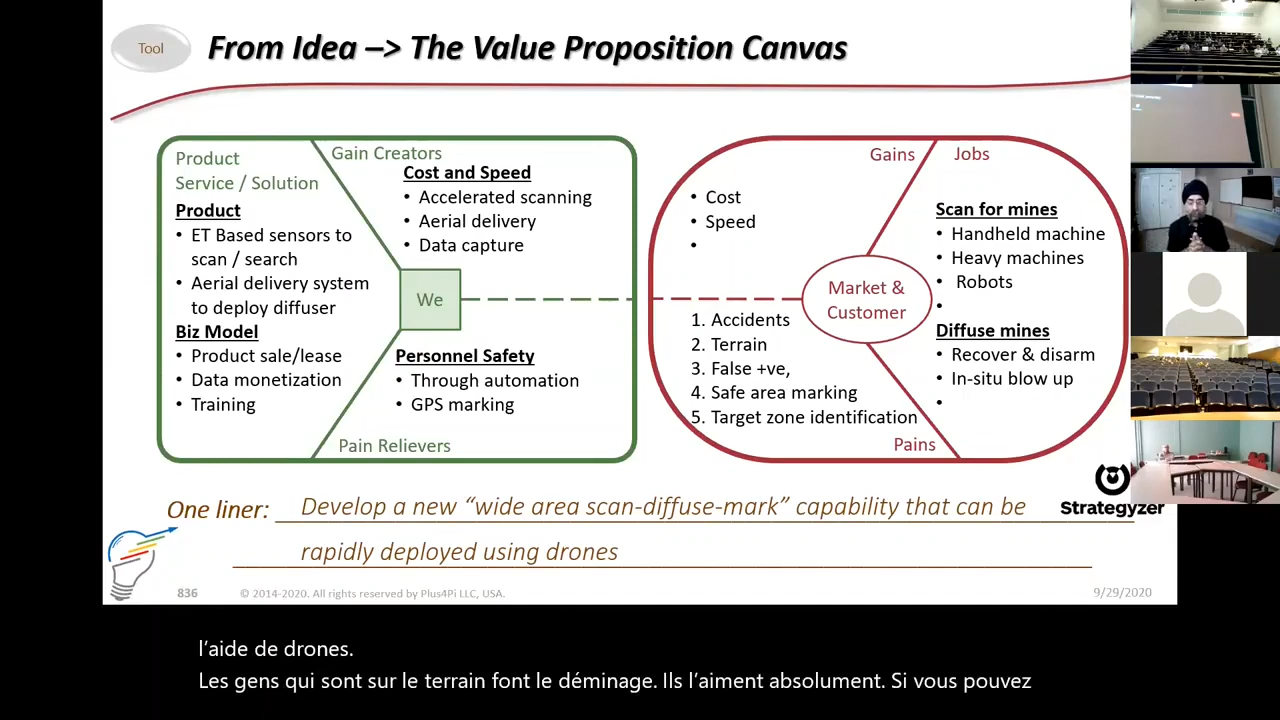 Tool
From Idea –> The Value Proposition Canvas
Product
Service / Solution
Product
• ET Based sensors to
scan / search
• Aerial delivery system
to deploy diffuser
Biz Model
• Product sale/lease
• Data monetization
• Training
Gain Creators
Cost and Speed
• Accelerated scanning
• Aerial delivery
• Data capture
We
Personnel Safety
• Through automation
• GPS marking
Pain Relievers
Gains
• Cost
• Speed
•
Market &
Customer
1. Accidents
2. Terrain
3. False +ve,
4. Safe area marking
5. Target zone identification
Pains
Jobs
Scan for mines
• Handheld machine
• Heavy machines
• Robots
•
Diffuse mines
• Recover & disarm
• In-situ blow up
•
Strategyzer
One liner: Develop a new “wide area scan-diffuse-mark” capability that can be
rapidly deployed using drones
836
© 2014-2020. All rights reserved by Plus4Pi LLC, USA.
9/29/2020
l’aide de drones.
Les gens qui sont sur le terrain font le déminage. Ils l’aiment absolument. Si vous pouvez